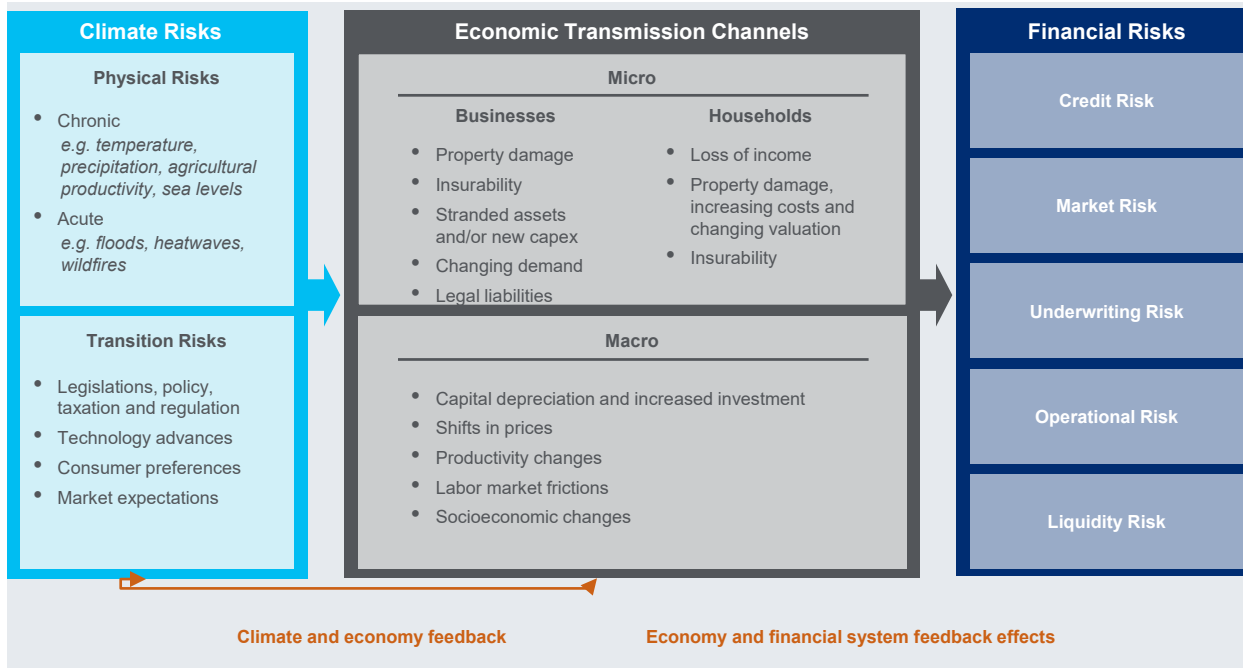 Climate Risks
Physical Risks
• Chronic
e.g. temperature,
precipitation, agricultural
productivity, sea levels
• Acute
e.g. floods, heatwaves,
wildfires
Transition Risks
• Legislations, policy,
taxation and regulation
• Technology advances
• Consumer preferences
• Market expectations
Economic Transmission Channels
Micro
Businesses
• Property damage
• Insurability
• Stranded assets
and/or new capex
• Changing demand
• Legal liabilities
Households
• Loss of income
• Property damage,
increasing costs and
changing valuation
• Insurability
Macro
• Capital depreciation and increased investment
• Shifts in prices
• Productivity changes
• Labor market frictions
• Socioeconomic changes
Financial Risks
Credit Risk
Market Risk
Underwriting Risk
Operational Risk
Liquidity Risk
Climate and economy feedback
Economy and financial system feedback effects